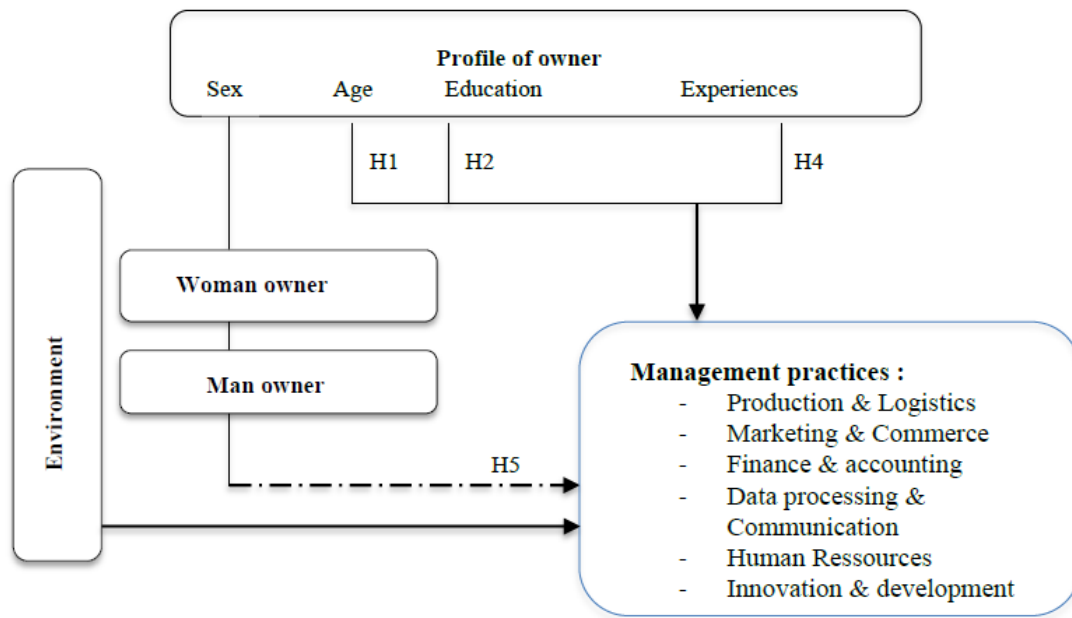 Profile of owner
Sex Age Education Experiences
H1 H2 H4
Environment
Woman owner
Man owner
H5
Management practices :
- Production & Logistics
- Marketing & Commerce
- Finance & accounting
- Data processing &
Communication
- Human Ressources
- Innovation & development